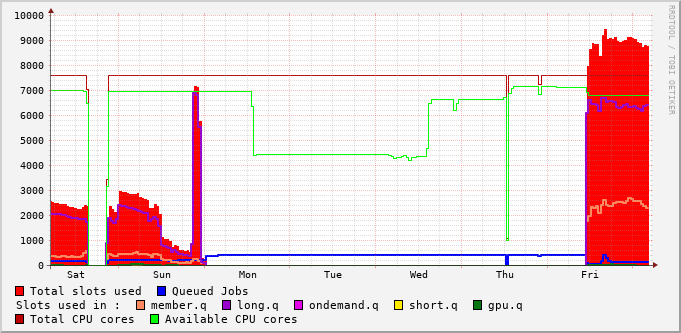 10000
9000
8000
7000
6000
5000
4000
3000
2000
1000
0
Sat Sun Mon Tue Wed Thu Fri
RRDTOOL / TOBI OETIKER
Total slots used Queued Jobs
Slots used in : member.q long.q ondemand.q short.q gpu.q
Total CPU cores Available CPU cores